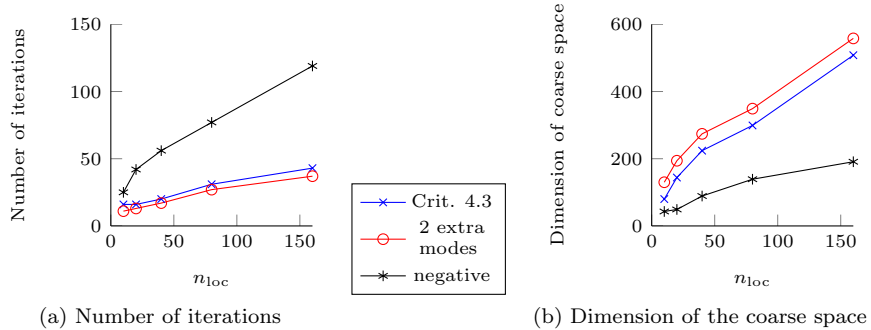 Number of iterations
150
100
50
0
0
50
100
150
n_loc
Crit. 4.3
2 extra
modes
negative
Dimension of coarse space
600
400
200
0
0
50
100
150
n_loc
(a) Number of iterations
(b) Dimension of the coarse space